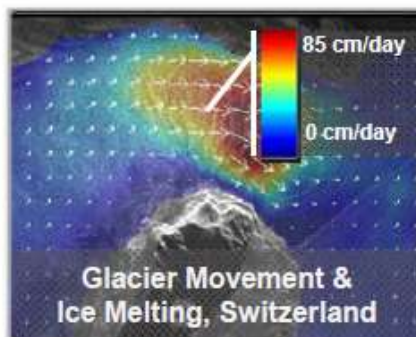 85 cm/day
0 cm/day
Glacier Movement &
Ice Melting, Switzerland